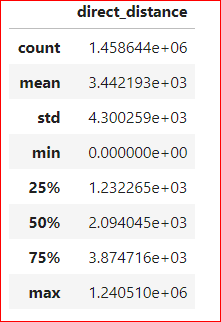 direct_distance
count 1.458644e+06
mean 3.442193e+03
std 4.300259e+03
min 0.000000e+00
25% 1.232265e+03
50% 2.094045e+03
75% 3.874716e+03
max 1.240510e+06